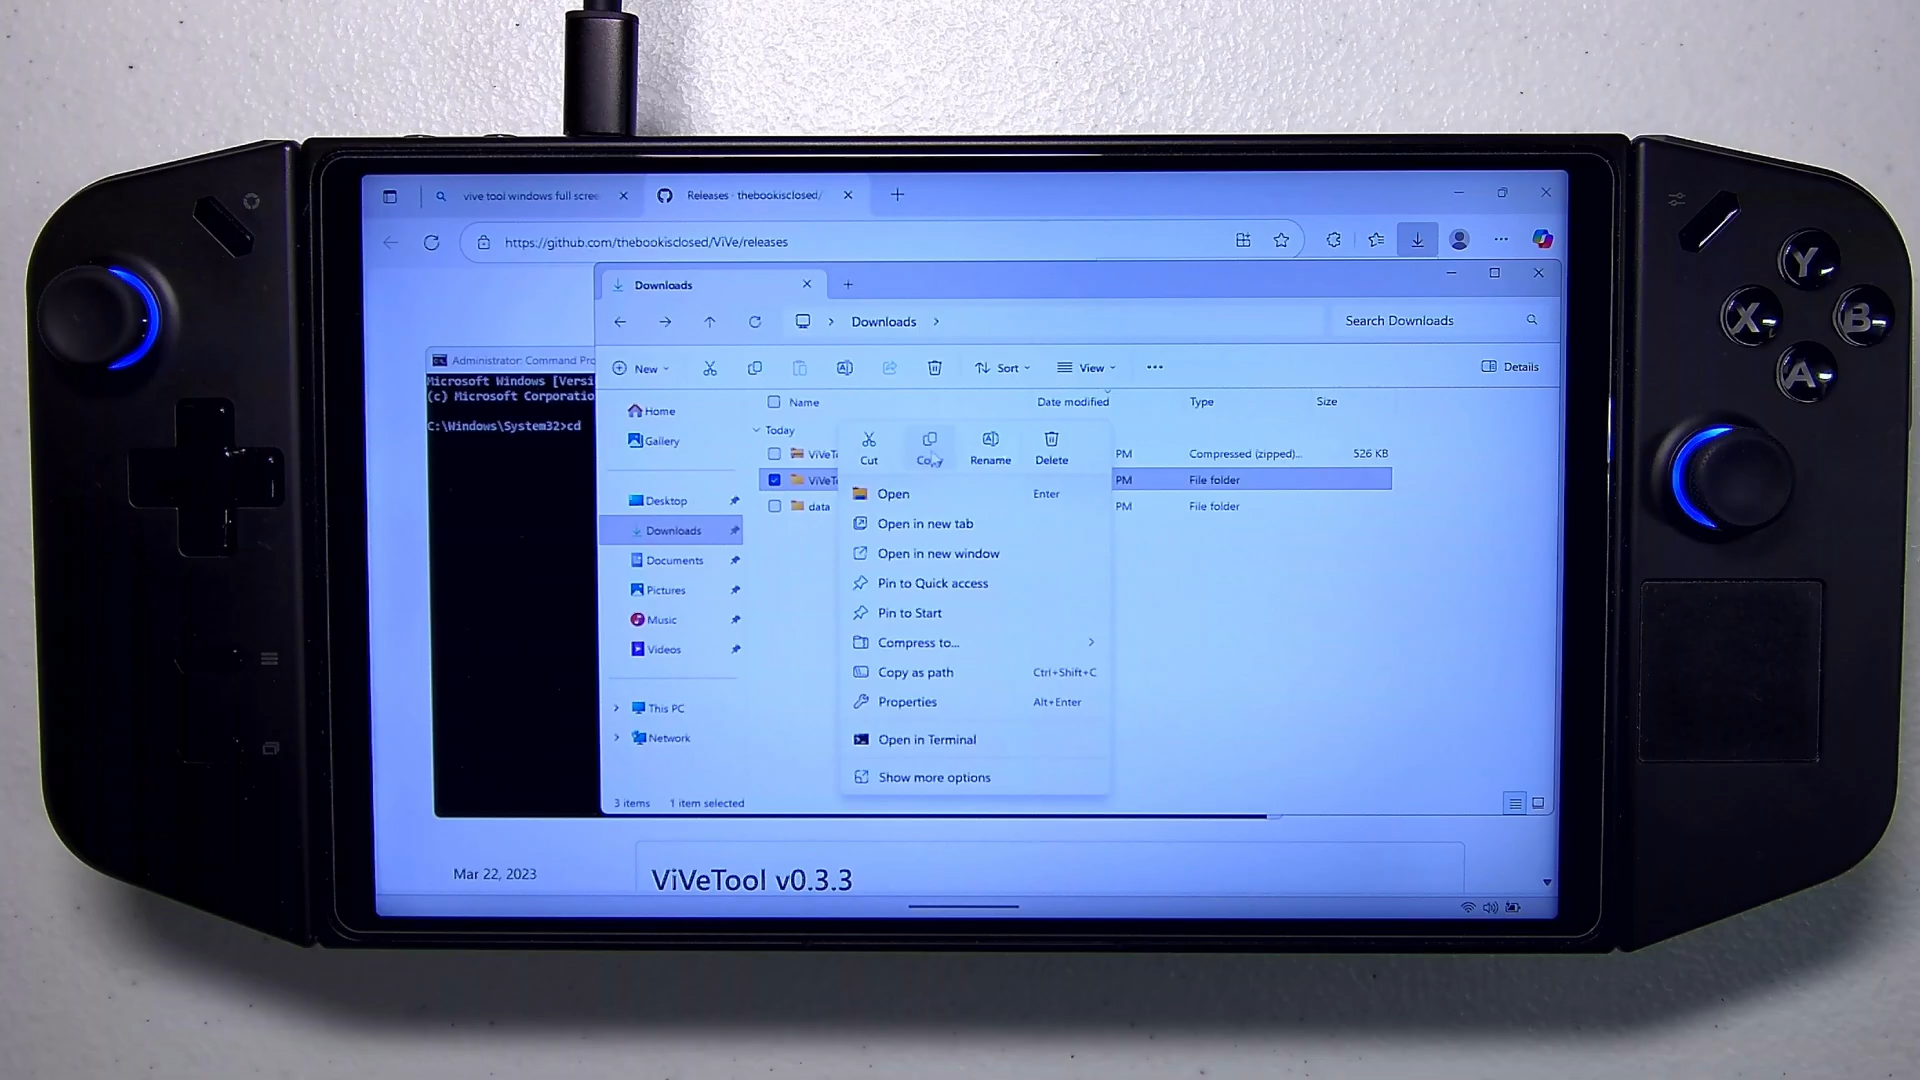 vive tool windows full scree
Releases · thebookisclosed/
https://github.com/thebookisclosed/ViVe/releases
Downloads
Downloads
Search Downloads
New
Sort
View
Details
Administrator: Command Pro
Microsoft Windows [Versi
(c) Microsoft Corporatio
C:\Windows\System32>cd
Home
Gallery
Desktop
Downloads
Documents
Pictures
Music
Videos
This PC
Network
Name
Date modified
Type
Size
Today
ViVeT
PM
Compressed (zipped)...
526 KB
ViVeT
PM
File folder
data
PM
File folder
Cut
Copy
Rename
Delete
Open
Enter
Open in new tab
Open in new window
Pin to Quick access
Pin to Start
Compress to...
Copy as path
Ctrl+Shift+C
Properties
Alt+Enter
Open in Terminal
Show more options
3 items
1 item selected
Mar 22, 2023
ViVeTool v0.3.3
Y
X
B
A